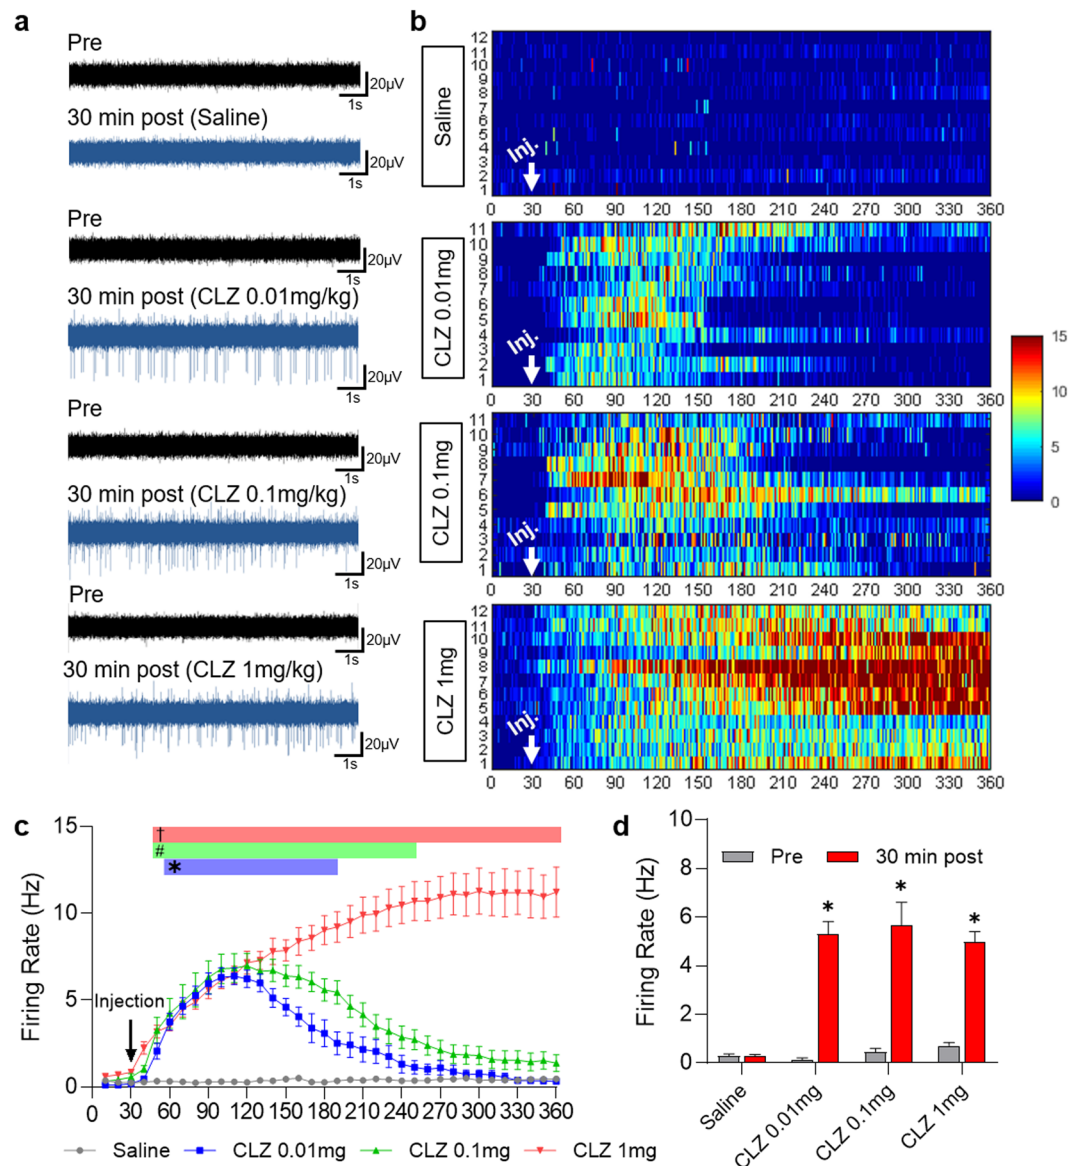 a
Pre
20µV
1s
30 min post (Saline)
20µV
1s
Pre
20µV
1s
30 min post (CLZ 0.01mg/kg)
20µV
1s
Pre
20µV
1s
30 min post (CLZ 0.1mg/kg)
20µV
1s
Pre
20µV
1s
30 min post (CLZ 1mg/kg)
20µV
1s
b
Saline
12
11
10
9
8
7
6
5
4
3
2
1
Inj.
0 30 60 90 120 150 180 210 240 270 300 330 360
CLZ 0.01mg
11
10
9
8
7
6
5
4
3
2
1
Inj.
0 30 60 90 120 150 180 210 240 270 300 330 360
CLZ 0.1mg
11
10
9
8
7
6
5
4
3
2
1
Inj.
0 30 60 90 120 150 180 210 240 270 300 330 360
CLZ 1mg
12
11
10
9
8
7
6
5
4
3
2
1
Inj.
0 30 60 90 120 150 180 210 240 270 300 330 360
15
10
5
0
c
Firing Rate (Hz)
15
10
5
0
†
#
*
Injection
0 30 60 90 120 150 180 210 240 270 300 330 360
Saline CLZ 0.01mg CLZ 0.1mg CLZ 1mg
d
Firing Rate (Hz)
10
8
6
4
2
0
Pre 30 min post
* * *
Saline
CLZ 0.01mg
CLZ 0.1mg
CLZ 1mg